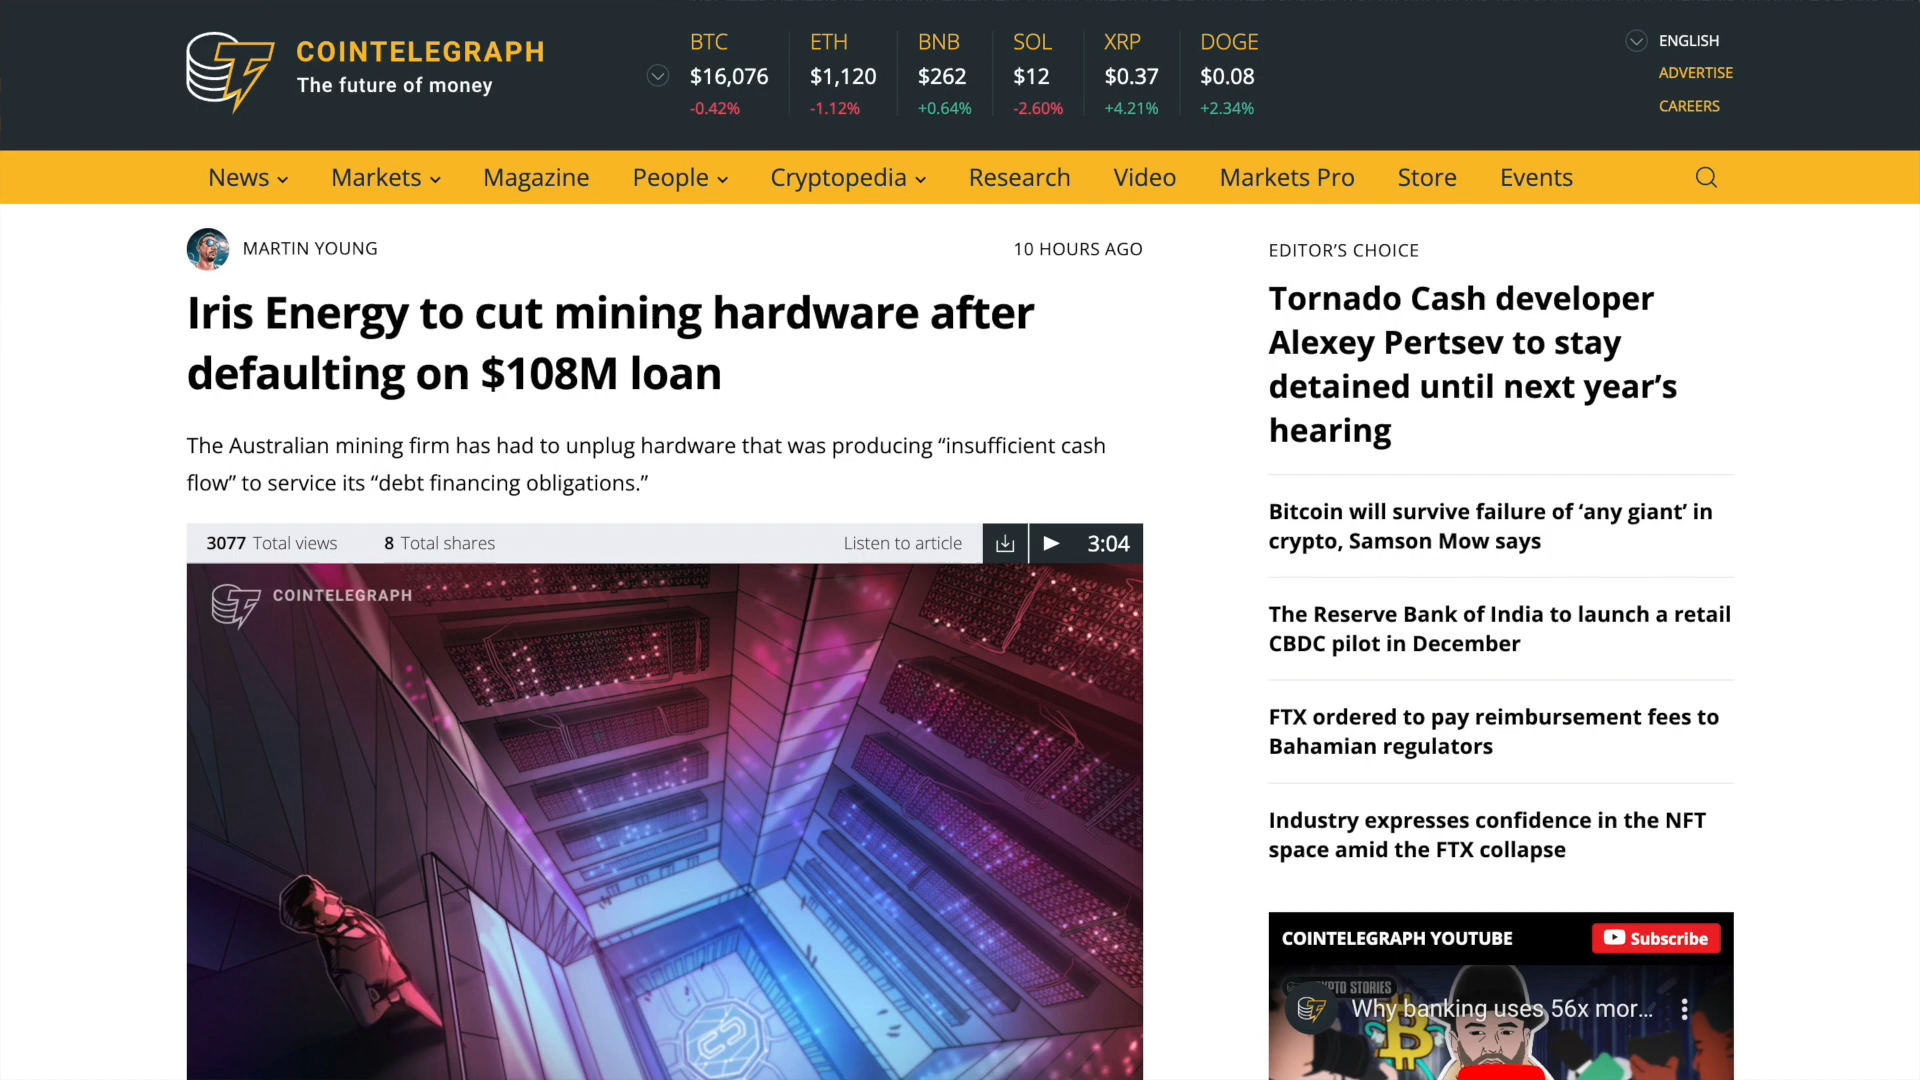 COINTELEGRAPH
The future of money
BTC
$16,076
-0.42%
ETH
$1,120
-1.12%
BNB
$262
+0.64%
SOL
$12
-2.60%
XRP
$0.37
+4.21%
DOGE
$0.08
+2.34%
ENGLISH
ADVERTISE
CAREERS
News Markets Magazine People Cryptopedia Research Video Markets Pro Store Events
MARTIN YOUNG
10 HOURS AGO
Iris Energy to cut mining hardware after
defaulting on $108M loan
The Australian mining firm has had to unplug hardware that was producing “insufficient cash
flow” to service its “debt financing obligations.”
3077 Total views 8 Total shares Listen to article 3:04
COINTELEGRAPH
EDITOR’S CHOICE
Tornado Cash developer
Alexey Pertsev to stay
detained until next year’s
hearing
Bitcoin will survive failure of ‘any giant’ in
crypto, Samson Mow says
The Reserve Bank of India to launch a retail
CBDC pilot in December
FTX ordered to pay reimbursement fees to
Bahamian regulators
Industry expresses confidence in the NFT
space amid the FTX collapse
COINTELEGRAPH YOUTUBE
Subscribe
STORIES
Why banking uses 56x mor...